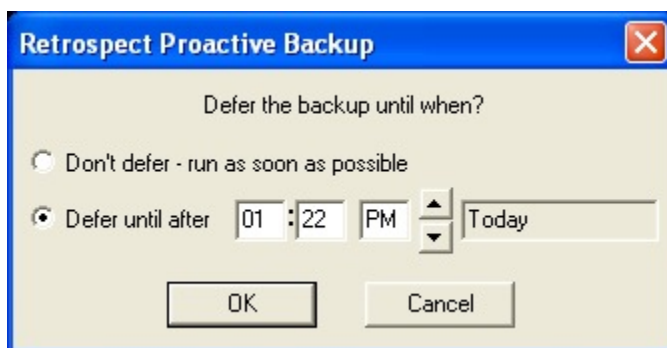 Retrospect Proactive Backup
Defer the backup until when?
Don't defer - run as soon as possible
Defer until after 01 : 22 PM Today
OK Cancel